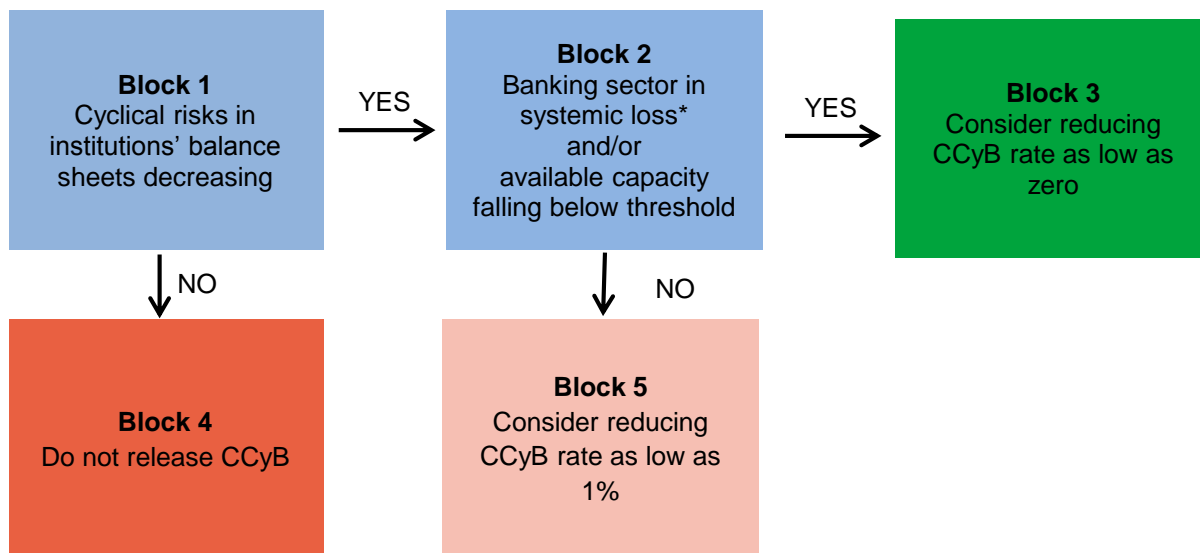 Block 1
Cyclical risks in
institutions’ balance
sheets decreasing
YES
Block 2
Banking sector in
systemic loss*
and/or
available capacity
falling below threshold
YES
Block 3
Consider reducing
CCyB rate as low as
zero
NO
NO
Block 4
Do not release CCyB
Block 5
Consider reducing
CCyB rate as low as
1%